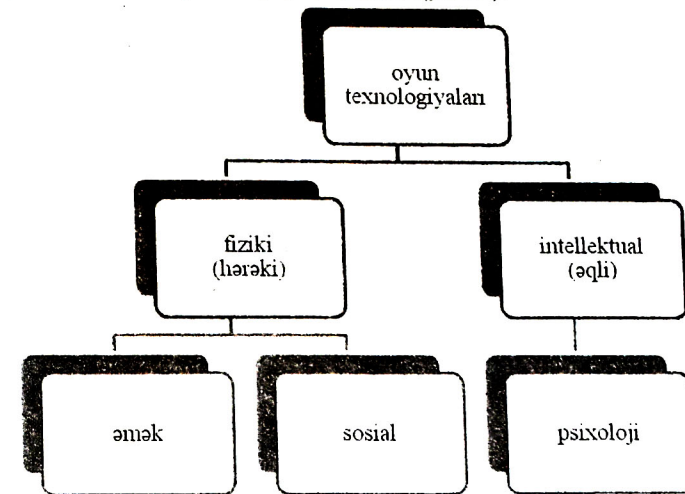 oyun
texnologiyaları
fiziki
(hərəki)
intellektual
(əqli)
əmək
sosial
psixoloji